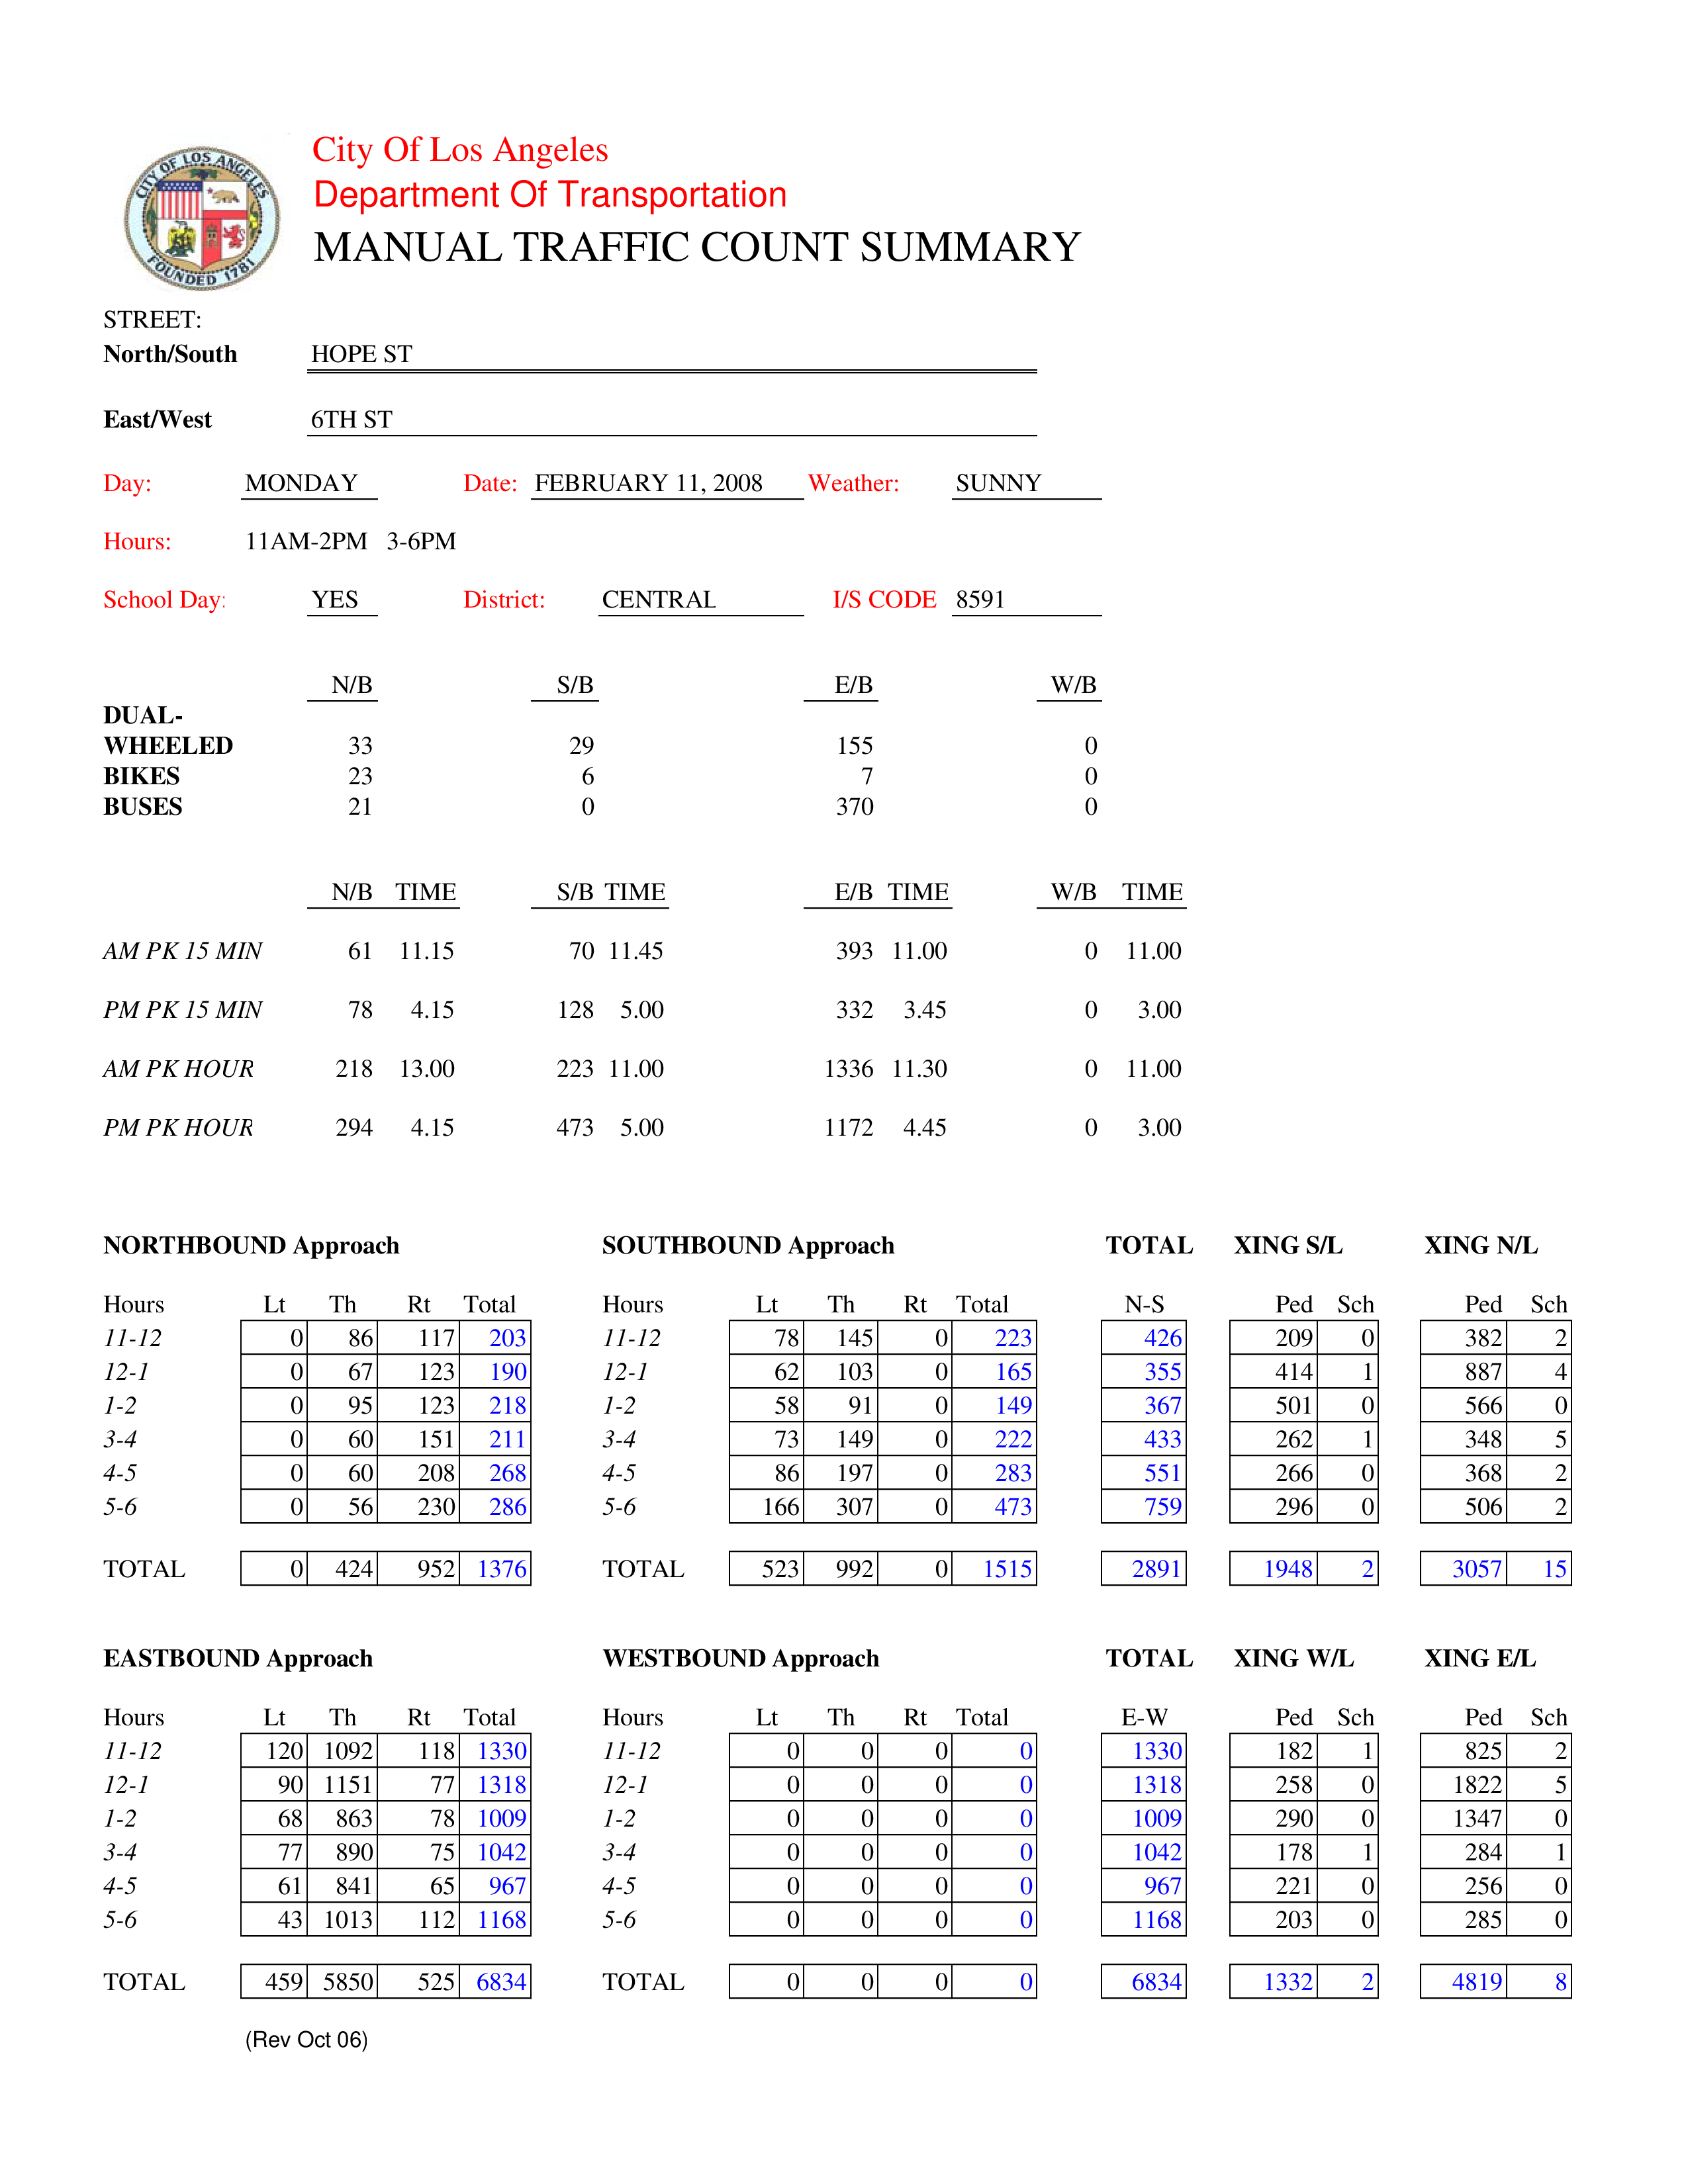 CITY OF LOS ANGELES
FOUNDED 1781
City Of Los Angeles
Department Of Transportation
MANUAL TRAFFIC COUNT SUMMARY
STREET:
North/South HOPE ST
East/West 6TH ST
Day: MONDAY Date: FEBRUARY 11, 2008 Weather: SUNNY
Hours: 11AM-2PM 3-6PM
School Day: YES District: CENTRAL I/S CODE 8591
N/B S/B E/B W/B
DUAL-
WHEELED 33 29 155 0
BIKES 23 6 7 0
BUSES 21 0 370 0
N/B TIME S/B TIME E/B TIME W/B TIME
AM PK 15 MIN 61 11.15 70 11.45 393 11.00 0 11.00
PM PK 15 MIN 78 4.15 128 5.00 332 3.45 0 3.00
AM PK HOUR 218 13.00 223 11.00 1336 11.30 0 11.00
PM PK HOUR 294 4.15 473 5.00 1172 4.45 0 3.00
NORTHBOUND Approach SOUTHBOUND Approach TOTAL XING S/L XING N/L
Hours Lt Th Rt Total Hours Lt Th Rt Total N-S Ped Sch Ped Sch
11-12 0 86 117 203 11-12 78 145 0 223 426 209 0 382 2
12-1 0 67 123 190 12-1 62 103 0 165 355 414 1 887 4
1-2 0 95 123 218 1-2 58 91 0 149 367 501 0 566 0
3-4 0 60 151 211 3-4 73 149 0 222 433 262 1 348 5
4-5 0 60 208 268 4-5 86 197 0 283 551 266 0 368 2
5-6 0 56 230 286 5-6 166 307 0 473 759 296 0 506 2
TOTAL 0 424 952 1376 TOTAL 523 992 0 1515 2891 1948 2 3057 15
EASTBOUND Approach WESTBOUND Approach TOTAL XING W/L XING E/L
Hours Lt Th Rt Total Hours Lt Th Rt Total E-W Ped Sch Ped Sch
11-12 120 1092 118 1330 11-12 0 0 0 0 1330 182 1 825 2
12-1 90 1151 77 1318 12-1 0 0 0 0 1318 258 0 1822 5
1-2 68 863 78 1009 1-2 0 0 0 0 1009 290 0 1347 0
3-4 77 890 75 1042 3-4 0 0 0 0 1042 178 1 284 1
4-5 61 841 65 967 4-5 0 0 0 0 967 221 0 256 0
5-6 43 1013 112 1168 5-6 0 0 0 0 1168 203 0 285 0
TOTAL 459 5850 525 6834 TOTAL 0 0 0 0 6834 1332 2 4819 8
(Rev Oct 06)